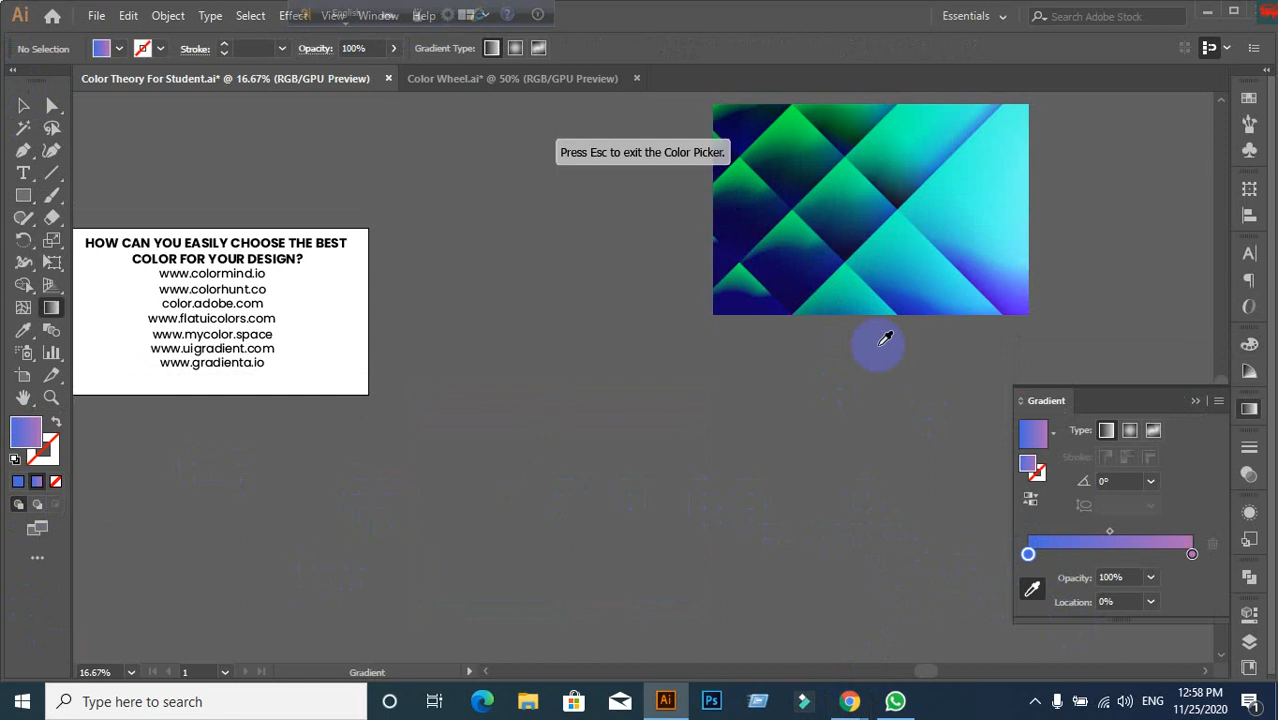 Ai File Edit Object Type Select Effect View Window Help English Essentials Search Adobe Stock
No Selection Stroke: Opacity: 100% Gradient Type:
Color Theory For Student.ai* @ 16.67% (RGB/GPU Preview) × Color Wheel.ai* @ 50% (RGB/GPU Preview) ×
Press Esc to exit the Color Picker.
HOW CAN YOU EASILY CHOOSE THE BEST
COLOR FOR YOUR DESIGN?
www.colormind.io
www.colorhunt.co
color.adobe.com
www.flatuicolors.com
www.mycolor.space
www.uigradient.com
www.gradienta.io
Gradient
Type:
Stroke:
0°
Opacity: 100%
Location: 0%
16.67% 1 Gradient
Type here to search Ai Ps ENG 12:58 PM
11/25/2020 1